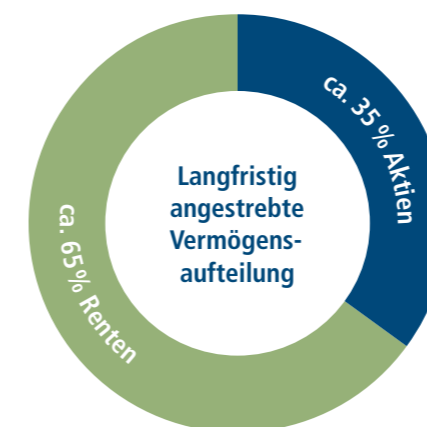 ca. 35 % Aktien
Langfristig
angestrebte
Vermögens-
aufteilung
ca. 65 % Renten